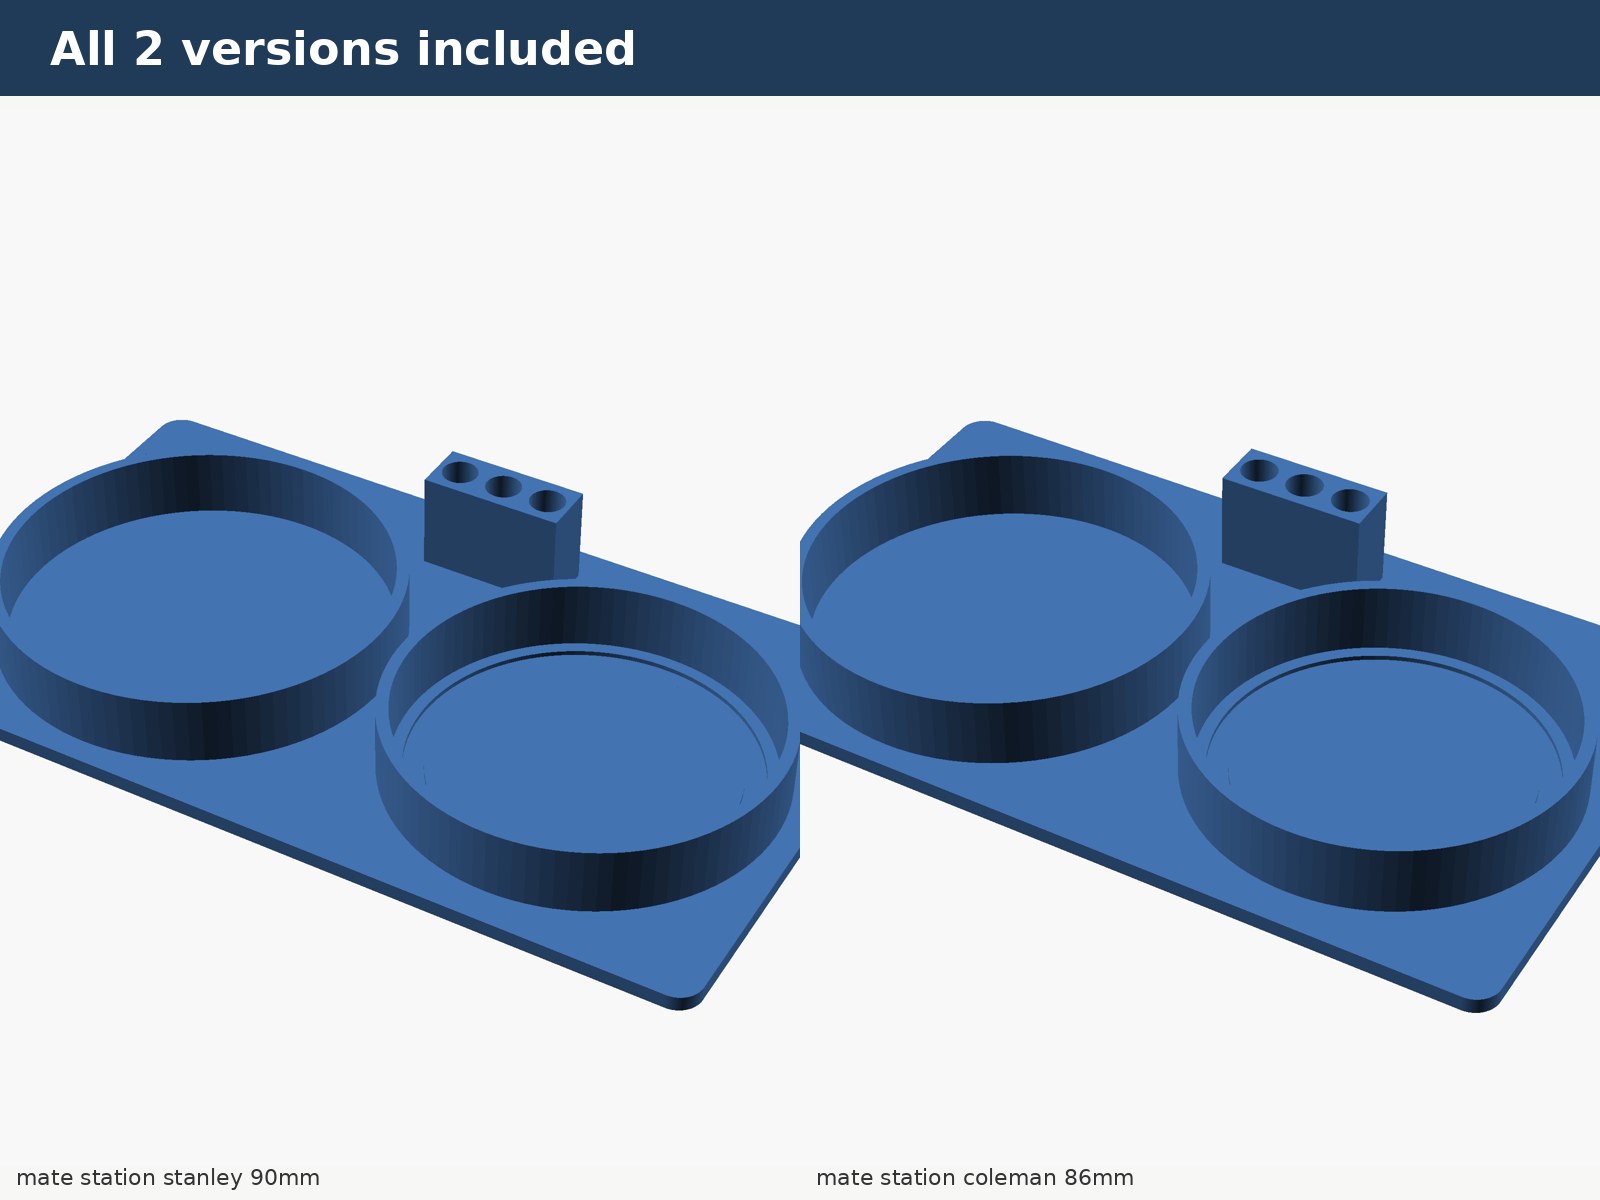 All 2 versions included
mate station stanley 90mm
mate station coleman 86mm